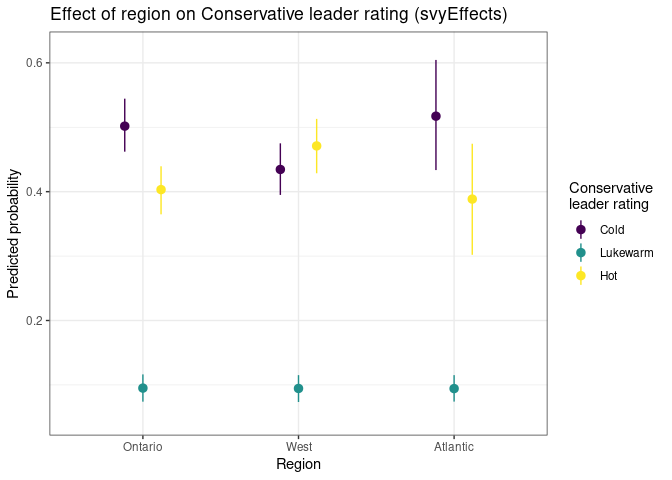 Effect of region on Conservative leader rating (svyEffects)
0.6
0.4
0.2
Predicted probability
Ontario
West
Atlantic
Region
Conservative
leader rating
Cold
Lukewarm
Hot